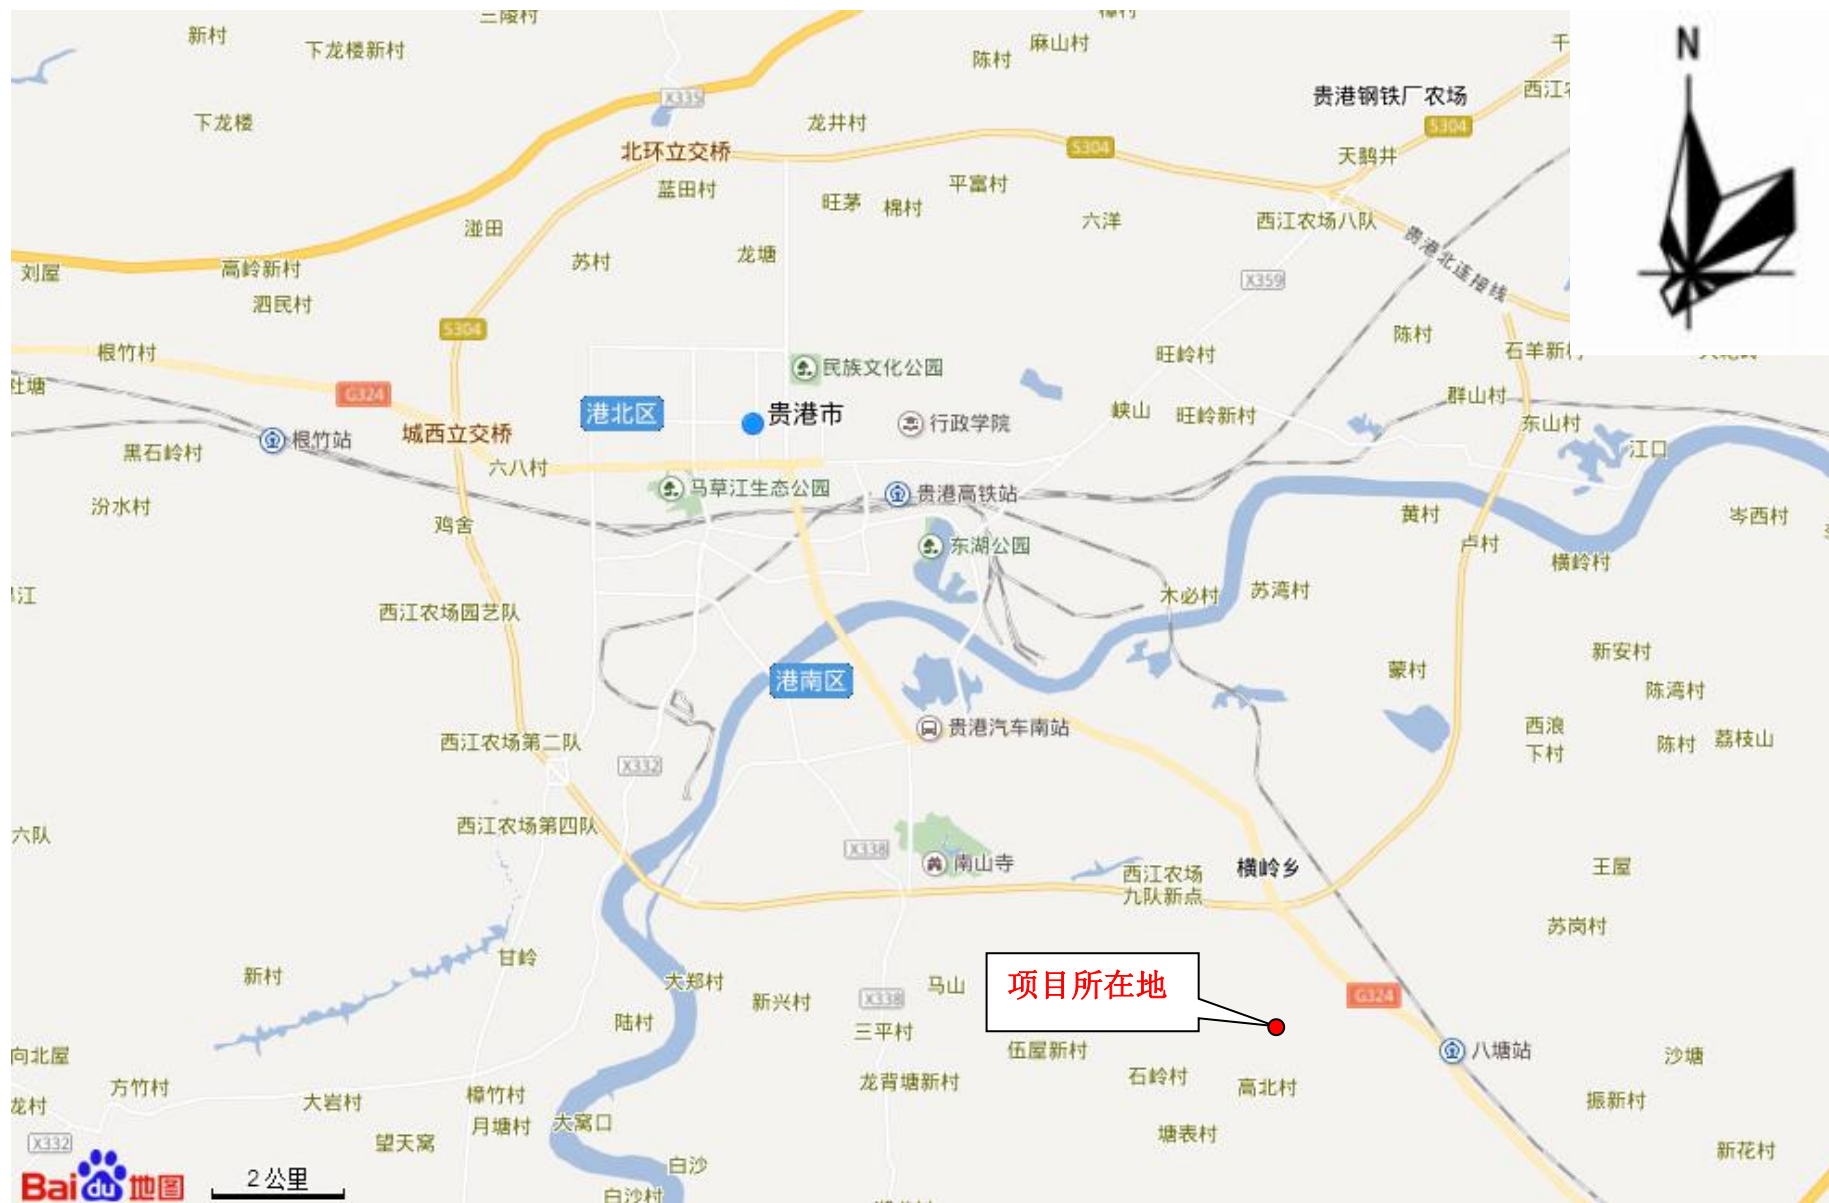 三陵村
新村
下龙楼新村
陈村
麻山村
N
X335
贵港钢铁厂农场
下龙楼
龙井村
S304
S304
北环立交桥
天鹅井
蓝田村
旺茅
棉村
平富村
六洋
西江农场八队
湴田
龙塘
苏村
贵港北连接线
刘屋
高岭新村
X359
泗民村
S304
陈村
根竹村
旺岭村
石羊新村
民族文化公园
G324
群山村
港北区
贵港市
行政学院
峡山
旺岭新村
东山村
城西立交桥
根竹站
黑石岭村
江口
六八村
马草江生态公园
贵港高铁站
汾水村
鸡舍
黄村
岑西村
东湖公园
卢村
横岭村
木必村
苏湾村
西江农场园艺队
新安村
蒙村
港南区
陈湾村
西浪
下村
贵港汽车南站
陈村
荔枝山
西江农场第二队
X332
西江农场第四队
六队
X338
南山寺
西江农场
九队新点
横岭乡
王屋
苏岗村
甘岭
新村
大郑村
马山
项目所在地
新兴村
X338
G324
陆村
三平村
伍屋新村
八塘站
沙塘
向北屋
方竹村
龙背塘新村
石岭村
高北村
大岩村
樟竹村
振新村
龙村
月塘村
大窝口
塘表村
X332
望天窝
新花村
白沙
Bai du 地图
2 公里
白沙村